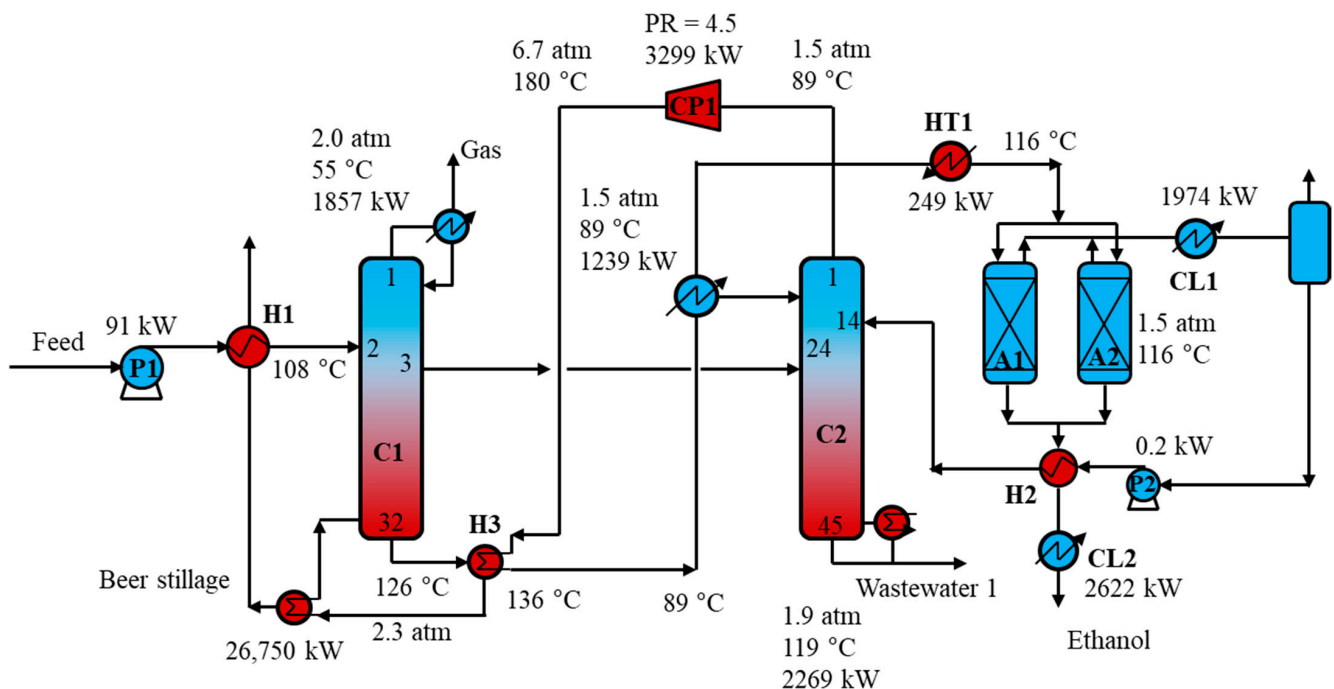 PR = 4.5
3299 kW
6.7 atm
180 °C
1.5 atm
89 °C
CP1
HT1
116 °C
249 kW
2.0 atm
55 °C
1857 kW
Gas
1.5 atm
89 °C
1239 kW
1974 kW
CL1
Feed
91 kW
P1
H1
108 °C
1
2
3
C1
32
1
14
24
C2
45
A1
A2
1.5 atm
116 °C
0.2 kW
P2
H2
H3
126 °C
136 °C
89 °C
Beer stillage
26,750 kW
2.3 atm
Wastewater 1
1.9 atm
119 °C
2269 kW
CL2
2622 kW
Ethanol